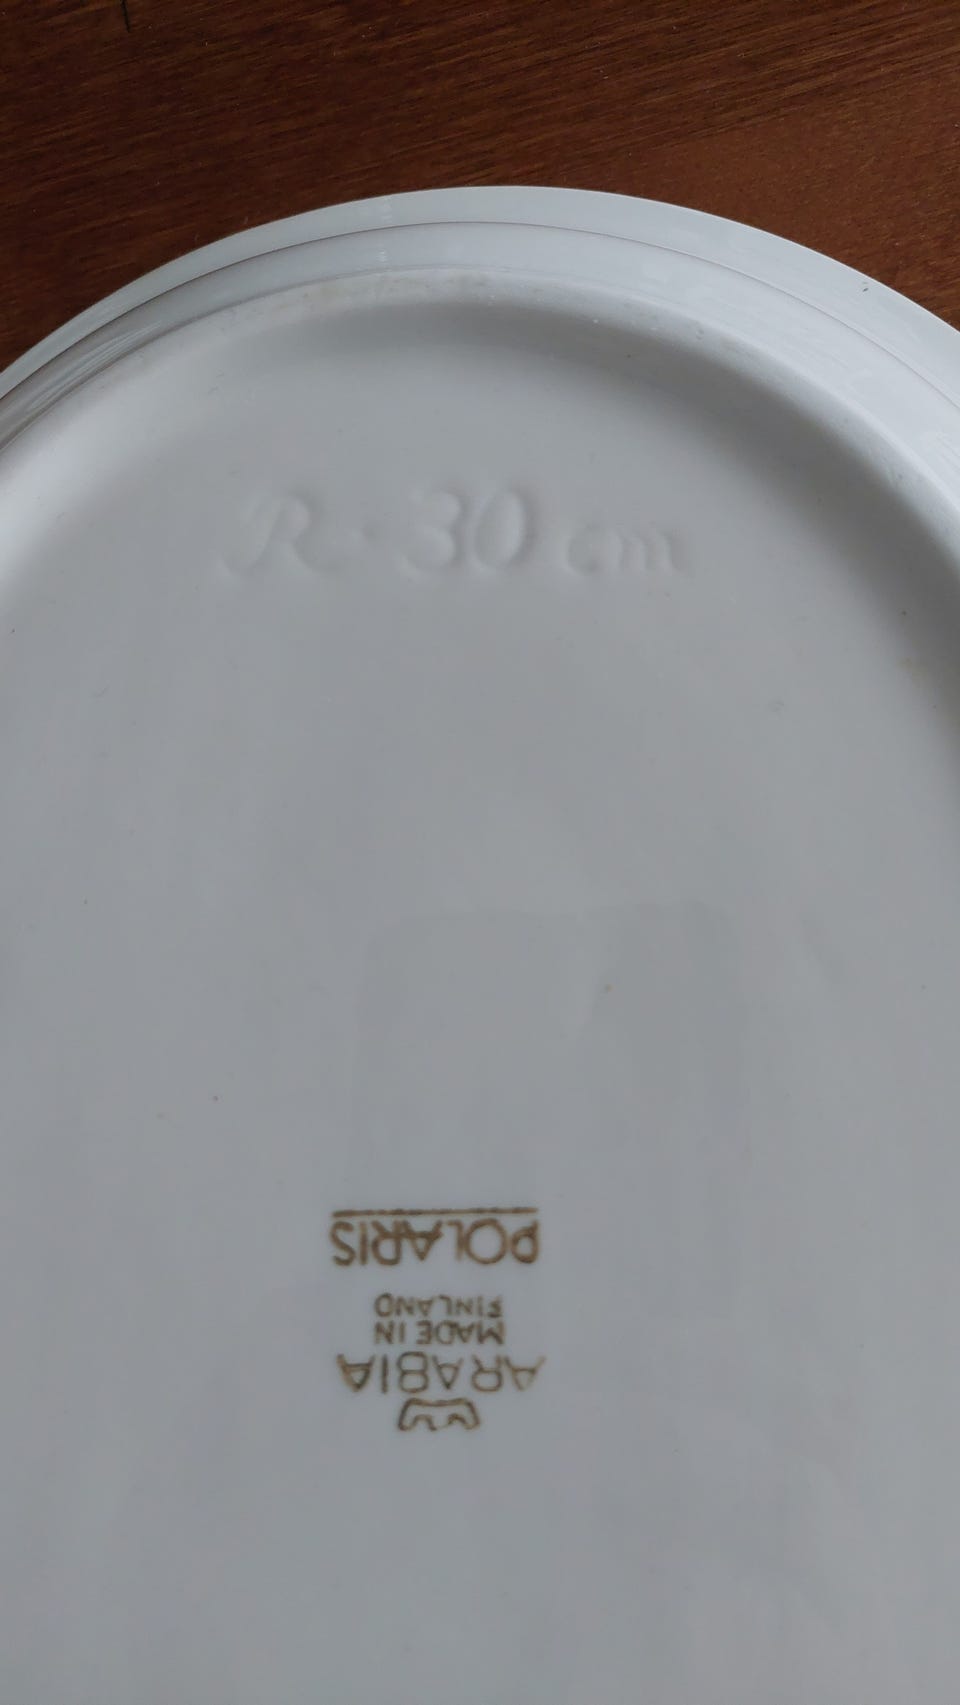 R • 30 cm
ARABIA
MADE IN
FINLAND
POLARIS